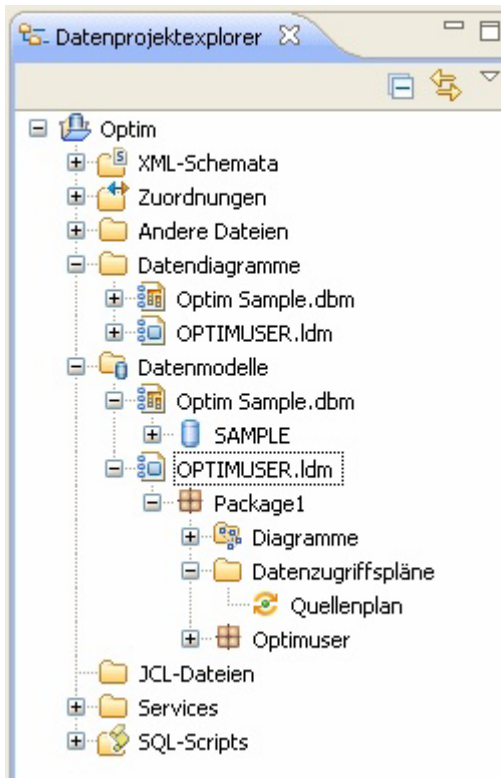 Datenprojektexplorer
Optim
XML-Schemata
Zuordnungen
Andere Dateien
Datendiagramme
Optim Sample.dbm
OPTIMUSER.ldm
Datenmodelle
Optim Sample.dbm
SAMPLE
OPTIMUSER.ldm
Package1
Diagramme
Datenzugriffspläne
Quellenplan
Optimuser
JCL-Dateien
Services
SQL-Scripts